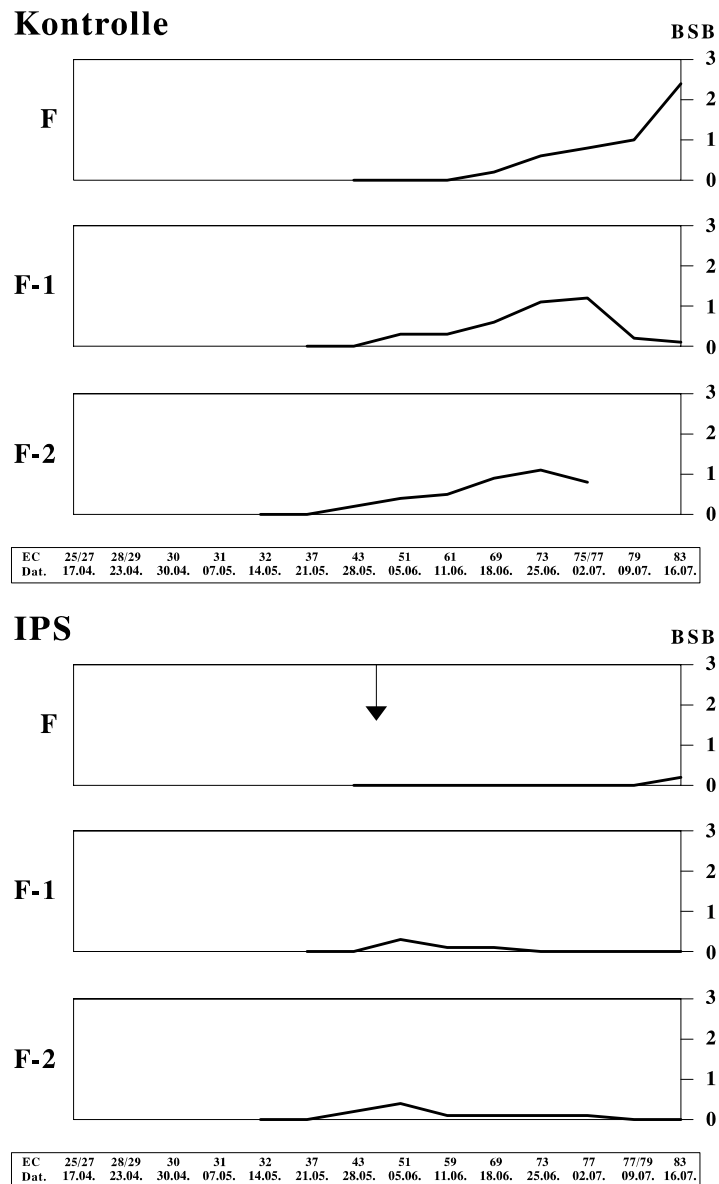 Kontrolle
BSB
3
2
F
1
0
3
2
F-1
1
0
3
2
F-2
1
0
EC 25/27 28/29 30 31 32 37 43 51 61 69 73 75/77 79 83
Dat. 17.04. 23.04. 30.04. 07.05. 14.05. 21.05. 28.05. 05.06. 11.06. 18.06. 25.06. 02.07. 09.07. 16.07.
IPS
BSB
3
2
F
1
0
3
2
F-1
1
0
3
2
F-2
1
0
EC 25/27 28/29 30 31 32 37 43 51 59 69 73 77 77/79 83
Dat. 17.04. 23.04. 30.04. 07.05. 14.05. 21.05. 28.05. 05.06. 11.06. 18.06. 25.06. 02.07. 09.07. 16.07.